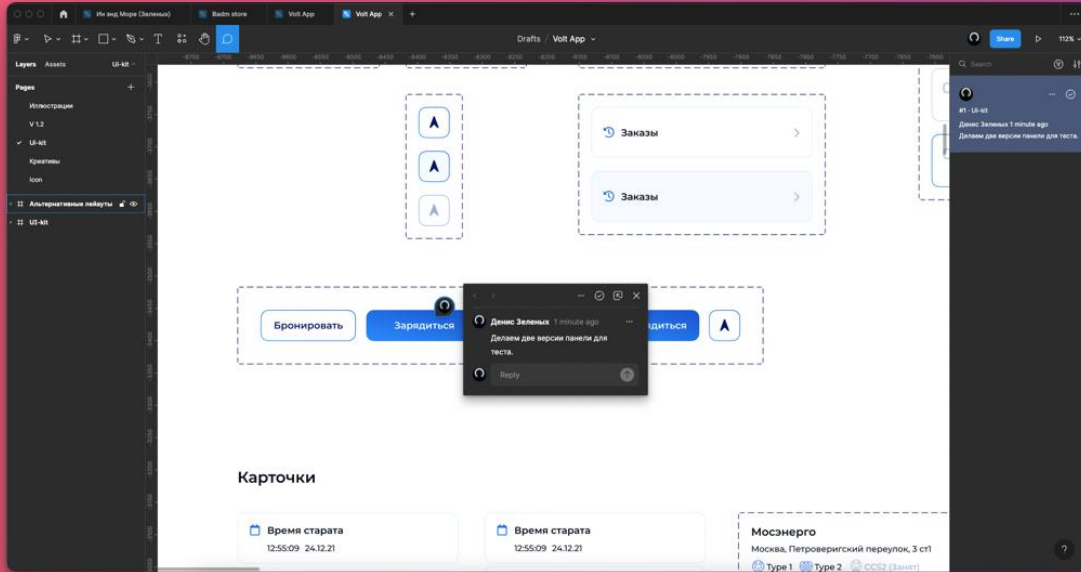 Ин энд Море (Зеленых)
Badm store
Volt App
Volt App
Drafts / Volt App
Share
112%
Layers Assets
Ui-kit
Pages
Иллюстрации
V 1.2
Ui-kit
Креативы
Icon
Альтернативные лейауты
UI-kit
Заказы
Заказы
Бронировать
Зарядиться
ядиться
Денис Зеленых 1 minute ago
Делаем две версии панели для
теста.
Reply
Карточки
Время старата
12:55:09 24.12.21
Время старата
12:55:09 24.12.21
Мосэнерго
Москва, Петроверигский переулок, 3 ст1
Type 1 Type 2 CCS2 (Занят)
Search
#1 · Ui-kit
Денис Зеленых 1 minute ago
Делаем две версии панели для теста.
?